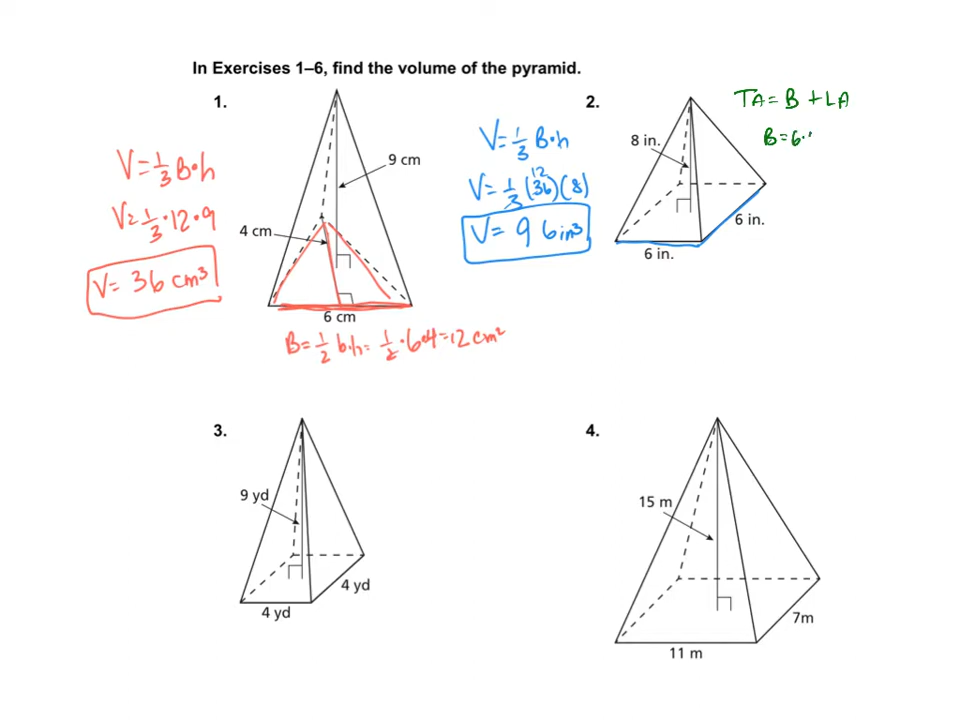 In Exercises 1–6, find the volume of the pyramid.
1.
V = 1/3 B·h
V = 1/3 · 12 · 9
V = 36 cm³
9 cm
4 cm
6 cm
B = 1/2 b·h = 1/2 · 6·4 = 12 cm²
2.
V = 1/3 B·h
12
V = 1/3 (36)(8)
V = 96 in³
8 in.
6 in.
6 in.
TA = B + LA
B = 6·
3.
9 yd
4 yd
4 yd
4.
15 m
7m
11 m